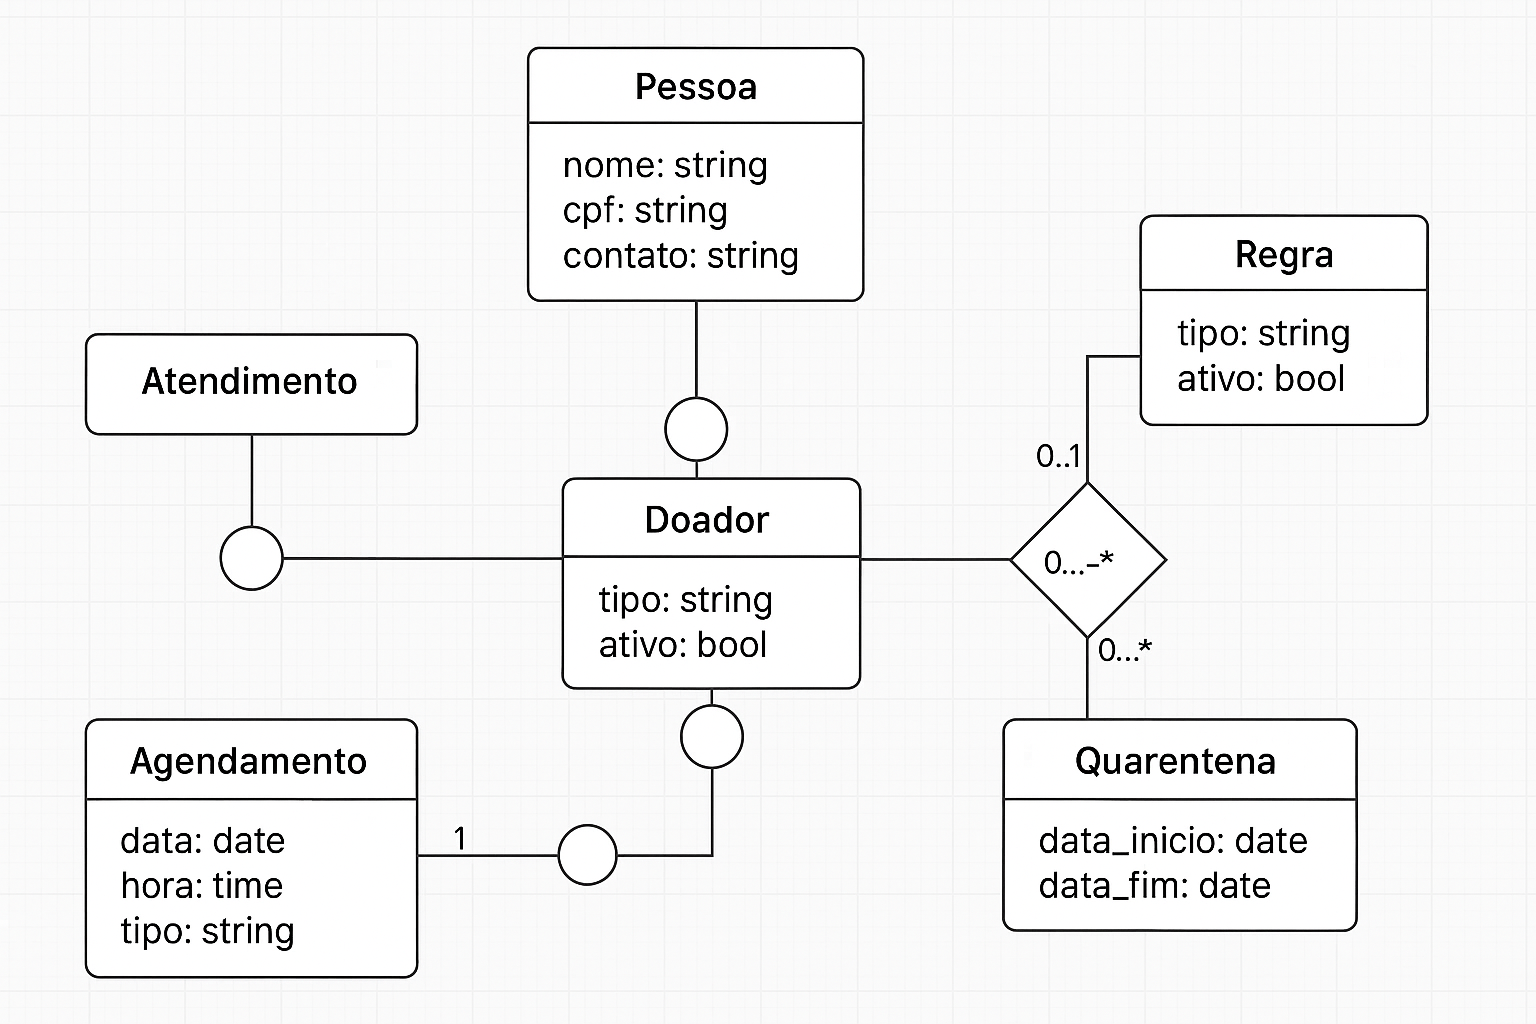 Pessoa
nome: string
cpf: string
contato: string
Regra
tipo: string
ativo: bool
Atendimento
0..1
Doador
tipo: string
ativo: bool
0...-*
0...*
Agendamento
data: date
hora: time
tipo: string
1
Quarentena
data_inicio: date
data_fim: date